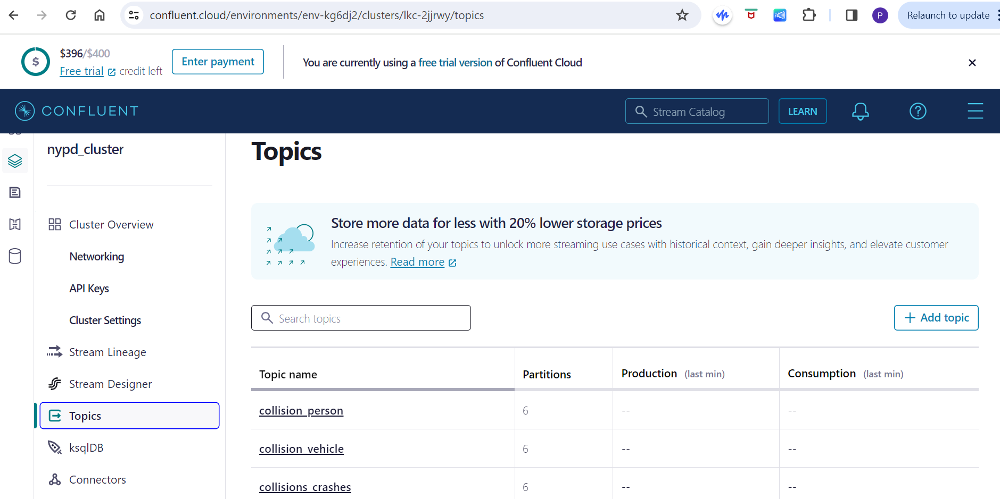 confluent.cloud/environments/env-kg6dj2/clusters/lkc-2jjrwy/topics
P
Relaunch to update
$
$396/$400
Free trial credit left
Enter payment
You are currently using a free trial version of Confluent Cloud
CONFLUENT
Stream Catalog
LEARN
nypd_cluster
Cluster Overview
Networking
API Keys
Cluster Settings
Stream Lineage
Stream Designer
Topics
ksqlDB
Connectors
Topics
Store more data for less with 20% lower storage prices
Increase retention of your topics to unlock more streaming use cases with historical context, gain deeper insights, and elevate customer
experiences. Read more
Search topics
Add topic
Topic name Partitions Production (last min) Consumption (last min)
collision_person 6 -- --
collision_vehicle 6 -- --
collisions_crashes 6 -- --